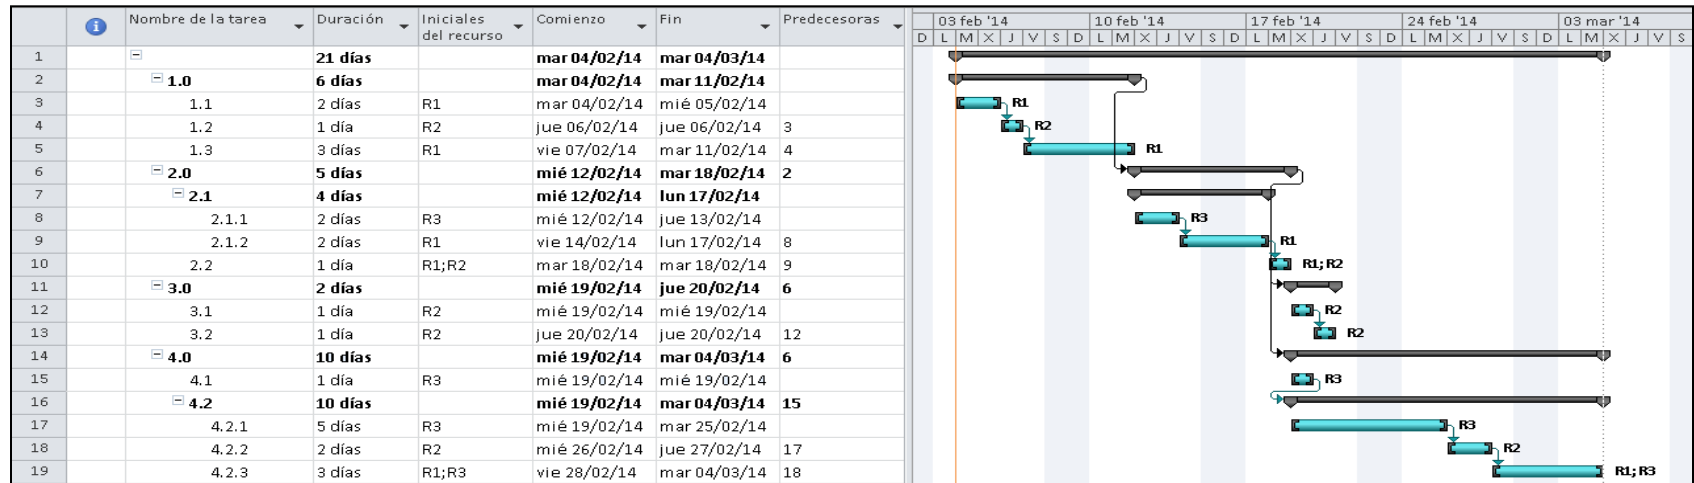 Nombre de la tarea Duración Iniciales del recurso Comienzo Fin Predecesoras 03 feb '14 10 feb '14 17 feb '14 24 feb '14 03 mar '14
D L M X J V S D L M X J V S D L M X J V S D L M X J V S D L M X J V S
1 21 días mar 04/02/14 mar 04/03/14
2 1.0 6 días mar 04/02/14 mar 11/02/14
3 1.1 2 días R1 mar 04/02/14 mié 05/02/14 R1
4 1.2 1 día R2 jue 06/02/14 jue 06/02/14 3 R2
5 1.3 3 días R1 vie 07/02/14 mar 11/02/14 4 R1
6 2.0 5 días mié 12/02/14 mar 18/02/14 2
7 2.1 4 días mié 12/02/14 lun 17/02/14
8 2.1.1 2 días R3 mié 12/02/14 jue 13/02/14 R3
9 2.1.2 2 días R1 vie 14/02/14 lun 17/02/14 8 R1
10 2.2 1 día R1;R2 mar 18/02/14 mar 18/02/14 9 R1;R2
11 3.0 2 días mié 19/02/14 jue 20/02/14 6
12 3.1 1 día R2 mié 19/02/14 mié 19/02/14 R2
13 3.2 1 día R2 jue 20/02/14 jue 20/02/14 12 R2
14 4.0 10 días mié 19/02/14 mar 04/03/14 6
15 4.1 1 día R3 mié 19/02/14 mié 19/02/14 R3
16 4.2 10 días mié 19/02/14 mar 04/03/14 15
17 4.2.1 5 días R3 mié 19/02/14 mar 25/02/14 R3
18 4.2.2 2 días R2 mié 26/02/14 jue 27/02/14 17 R2
19 4.2.3 3 días R1;R3 vie 28/02/14 mar 04/03/14 18 R1;R3